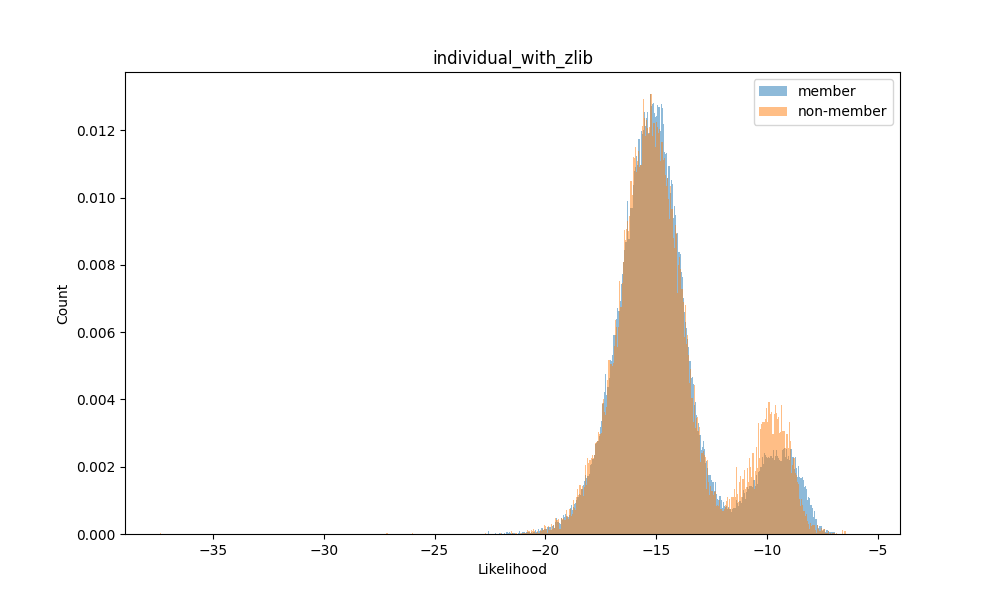 individual_with_zlib
member
non-member
0.012
0.010
0.008
0.006
0.004
0.002
0.000
Count
−35
−30
−25
−20
−15
−10
−5
Likelihood